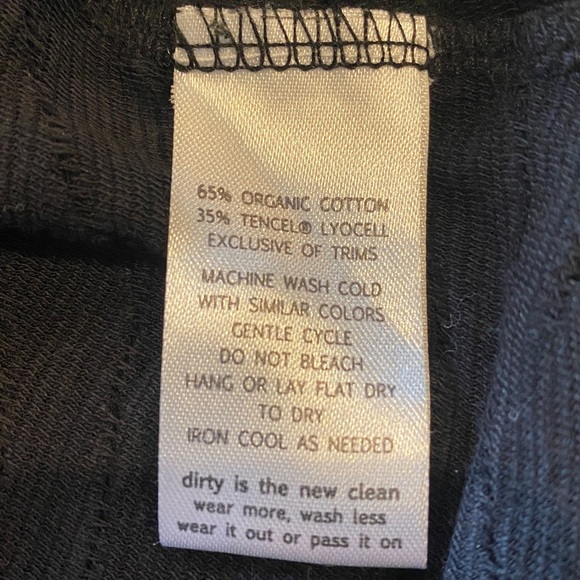 65% ORGANIC COTTON
35% TENCEL® LYOCELL
EXCLUSIVE OF TRIMS
MACHINE WASH COLD
WITH SIMILAR COLORS
GENTLE CYCLE
DO NOT BLEACH
HANG OR LAY FLAT DRY
TO DRY
IRON COOL AS NEEDED
dirty is the new clean
wear more, wash less
wear it out or pass it on